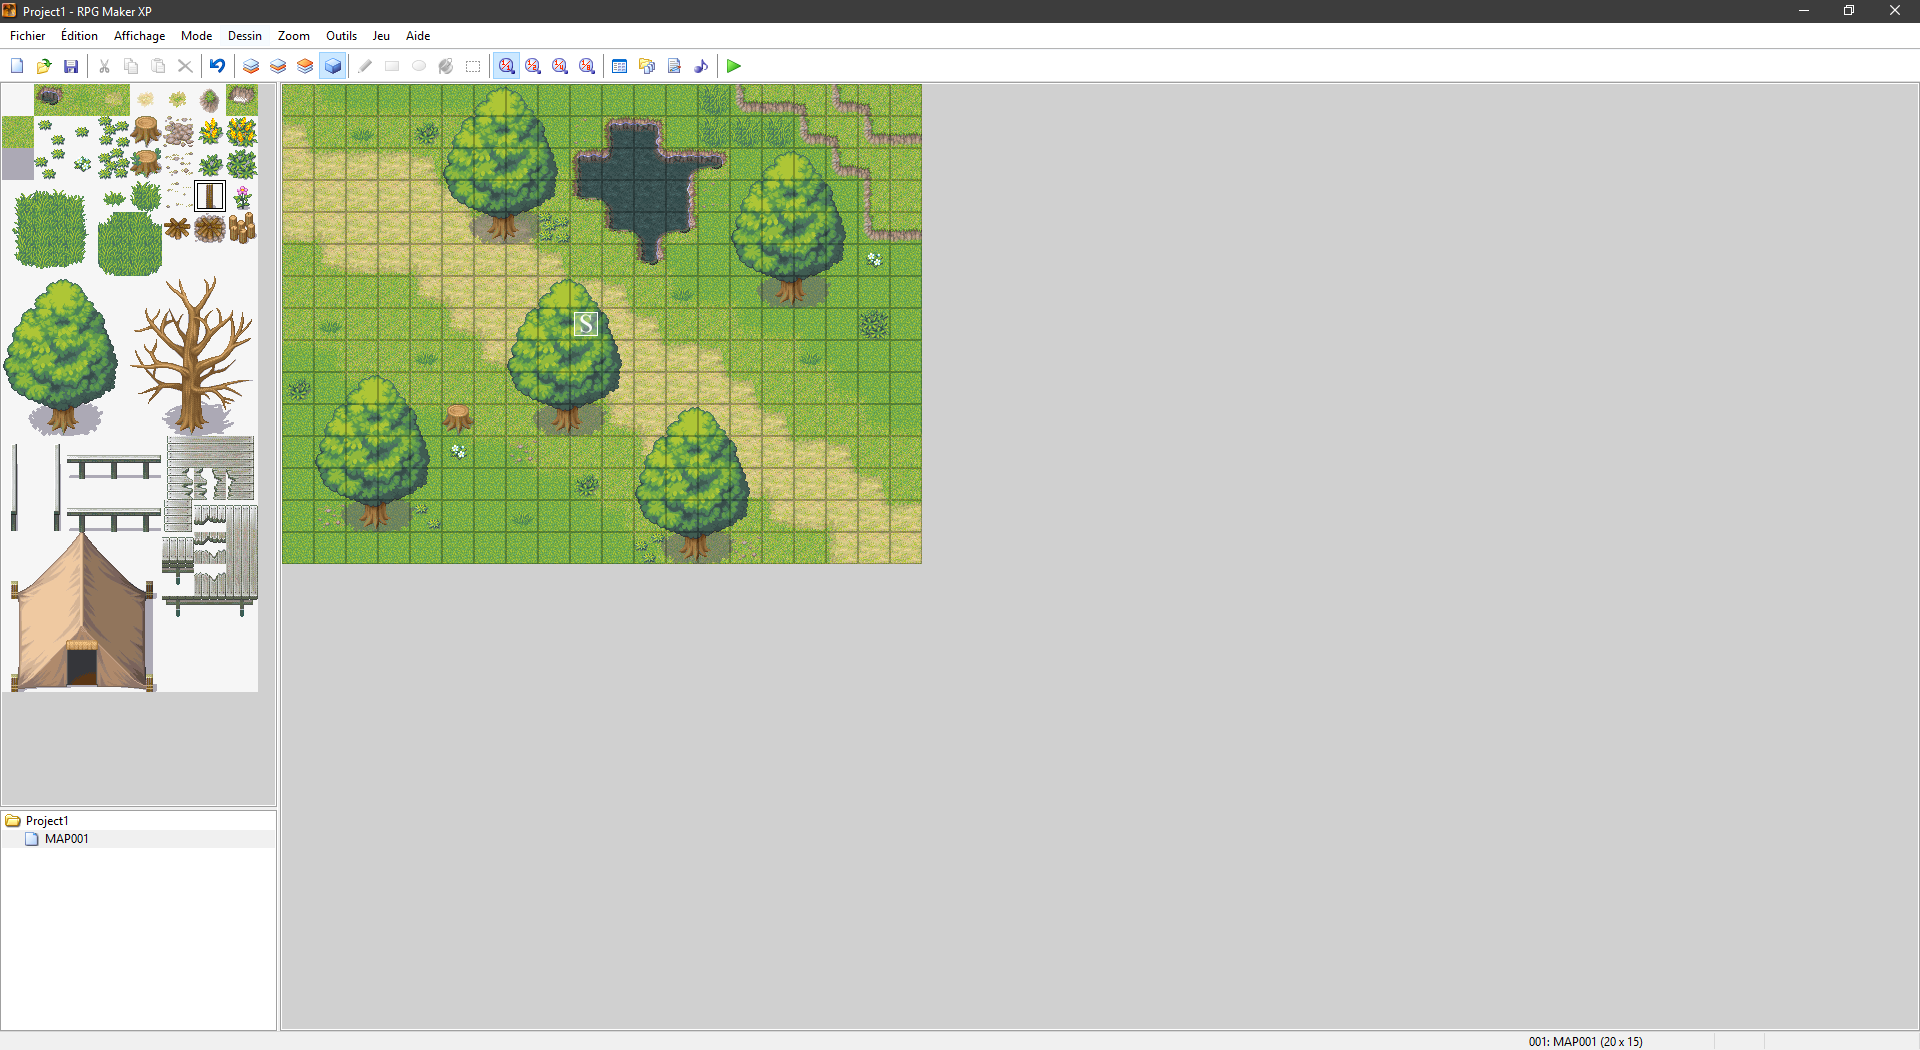 Project1 - RPG Maker XP
Fichier Édition Affichage Mode Dessin Zoom Outils Jeu Aide
S
Project1
MAP001
001: MAP001 (20 x 15)